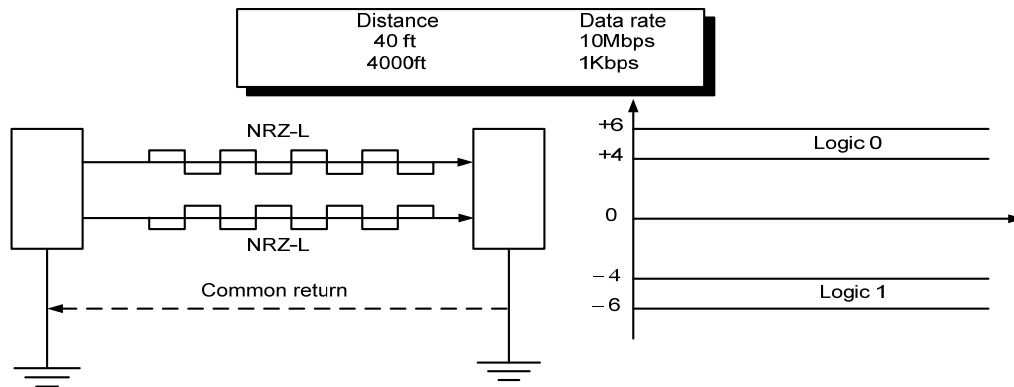 Distance Data rate
40 ft 10Mbps
4000ft 1Kbps
NRZ-L
NRZ-L
Common return
+6
Logic 0
+4
0
−4
Logic 1
−6